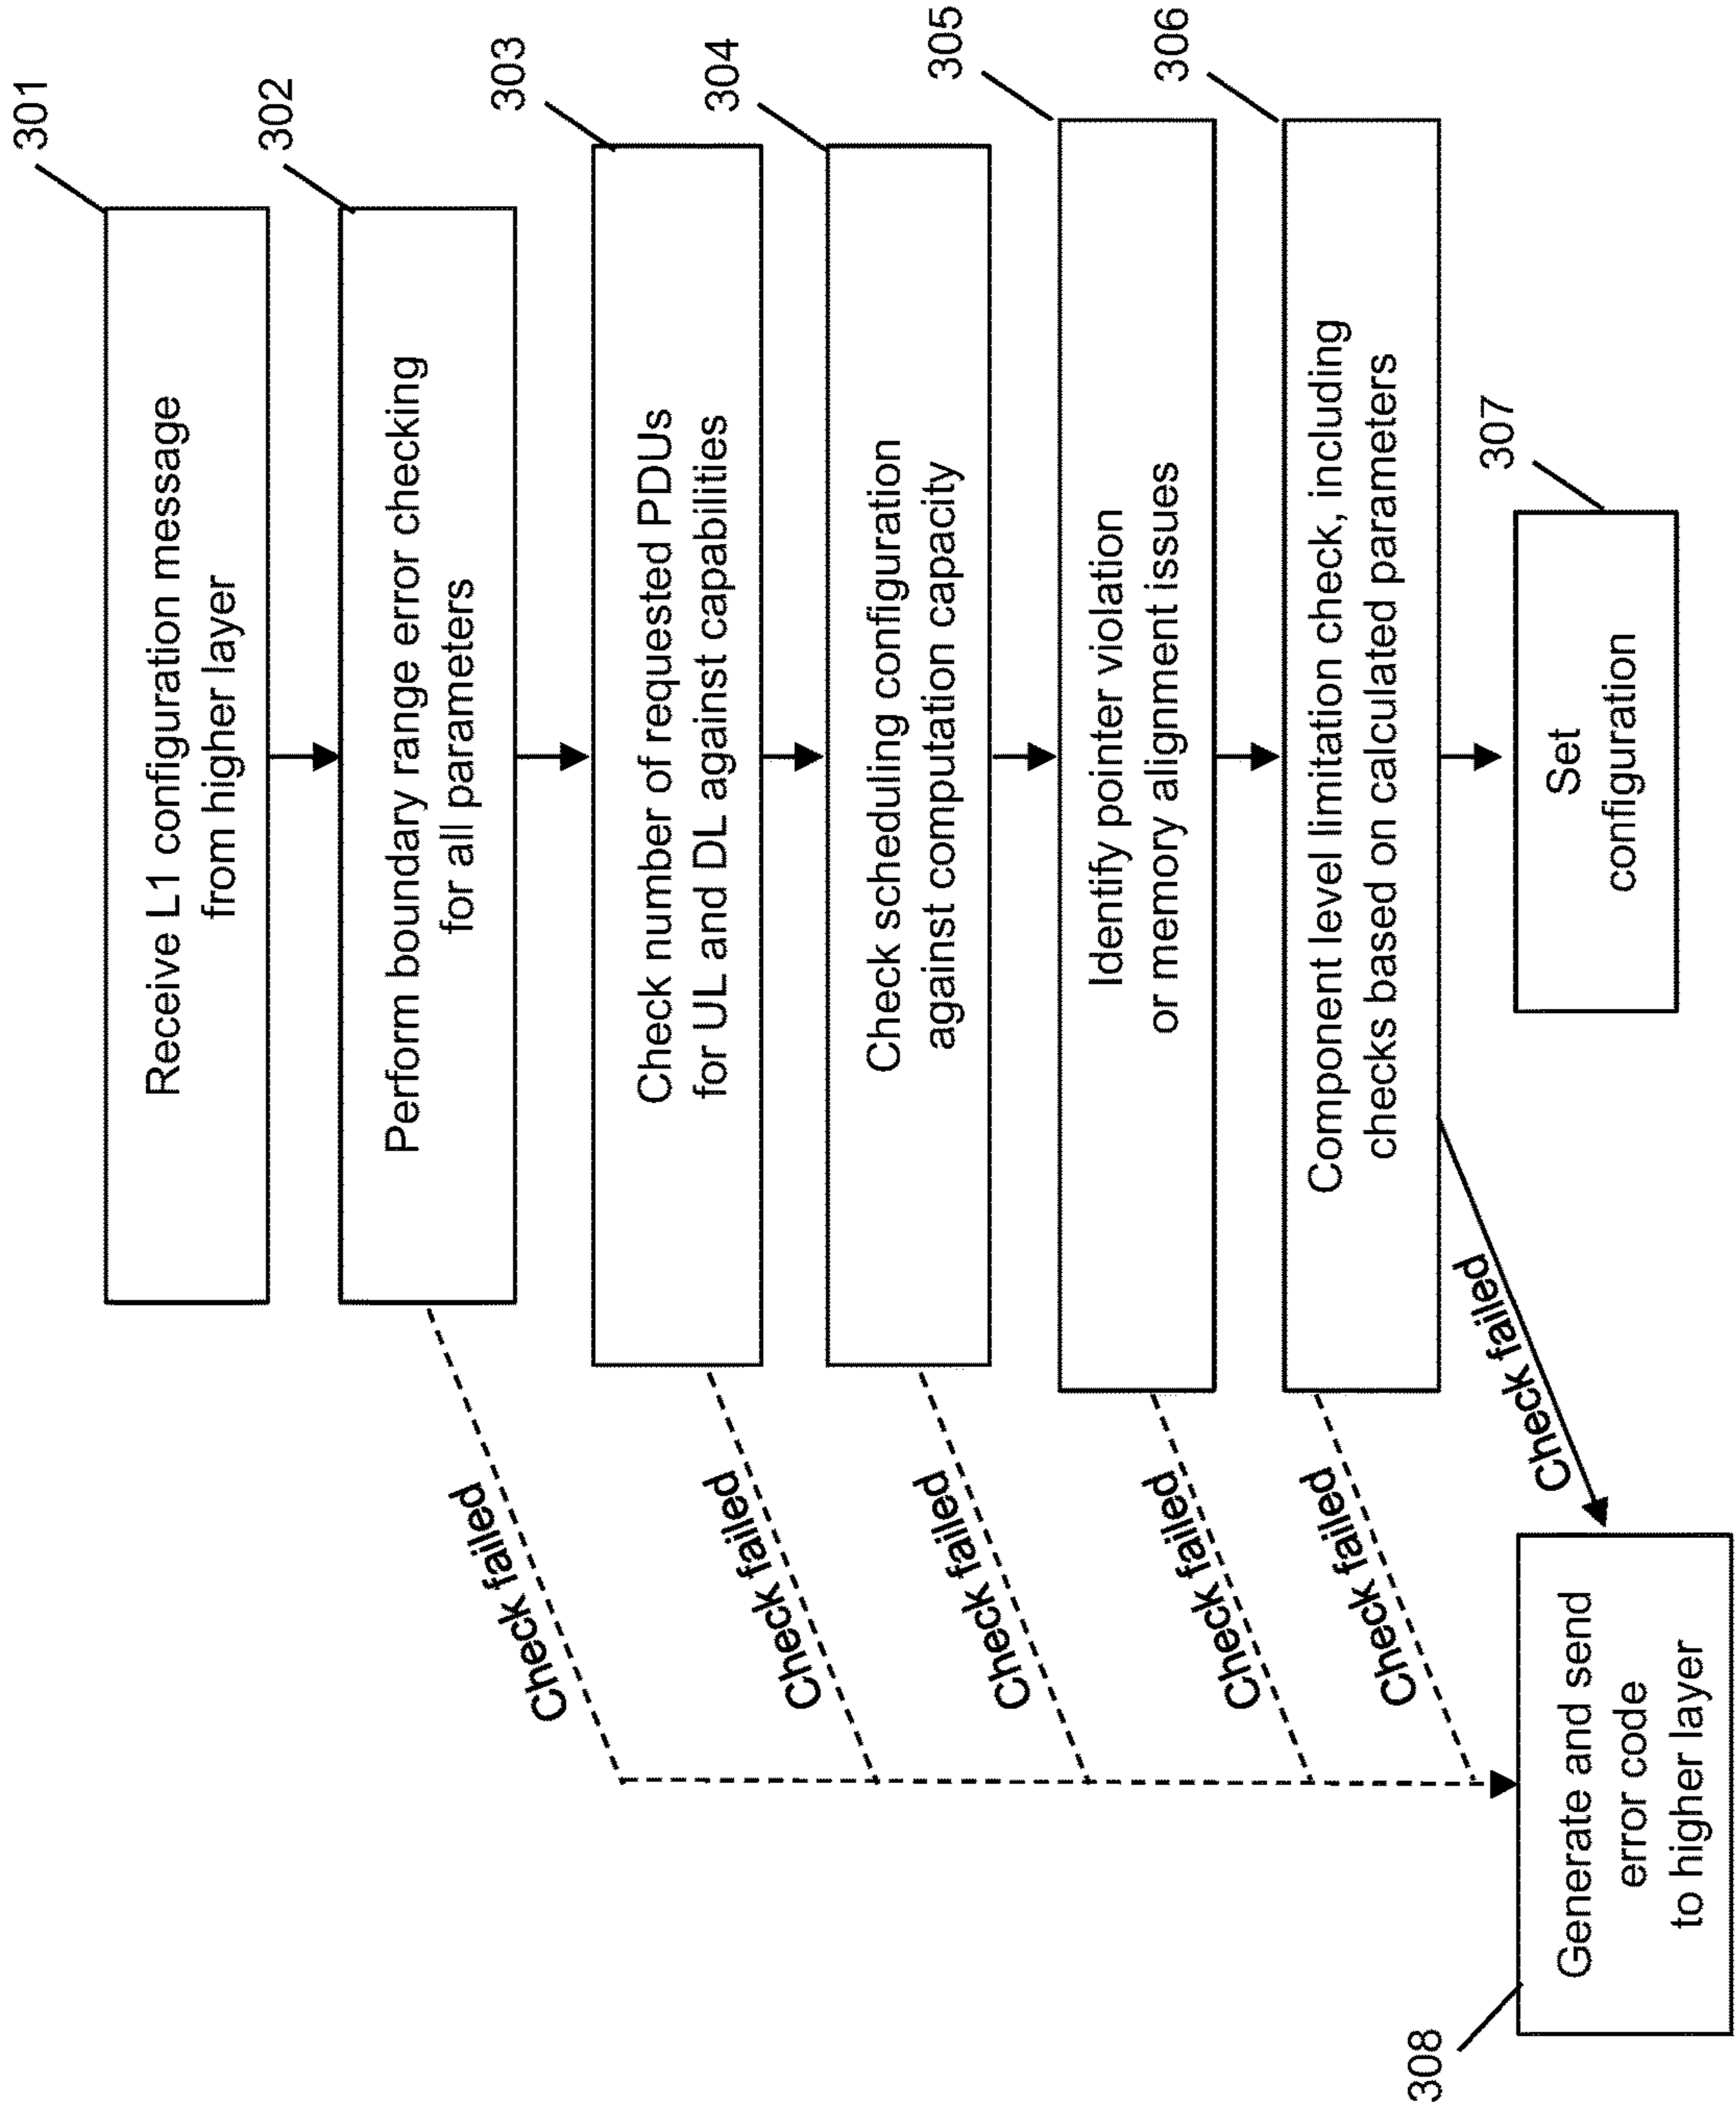 301
Receive L1 configuration message
from higher layer
302
Perform boundary range error checking
for all parameters
Check failed
303
Check number of requested PDUs
for UL and DL against capabilities
Check failed
304
Check scheduling configuration
against computation capacity
Check failed
305
Identify pointer violation
or memory alignment issues
Check failed
306
Component level limitation check, including
checks based on calculated parameters
Check failed
Check failed
307
Set
configuration
308
Generate and send
error code
to higher layer